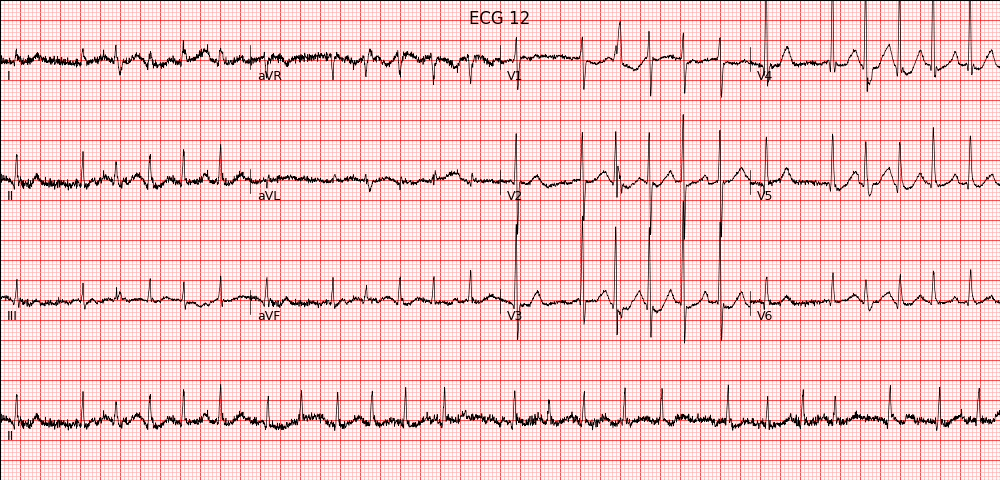 ECG 12
I aVR V1 V4
II aVL V2 V5
III aVF V3 V6
II